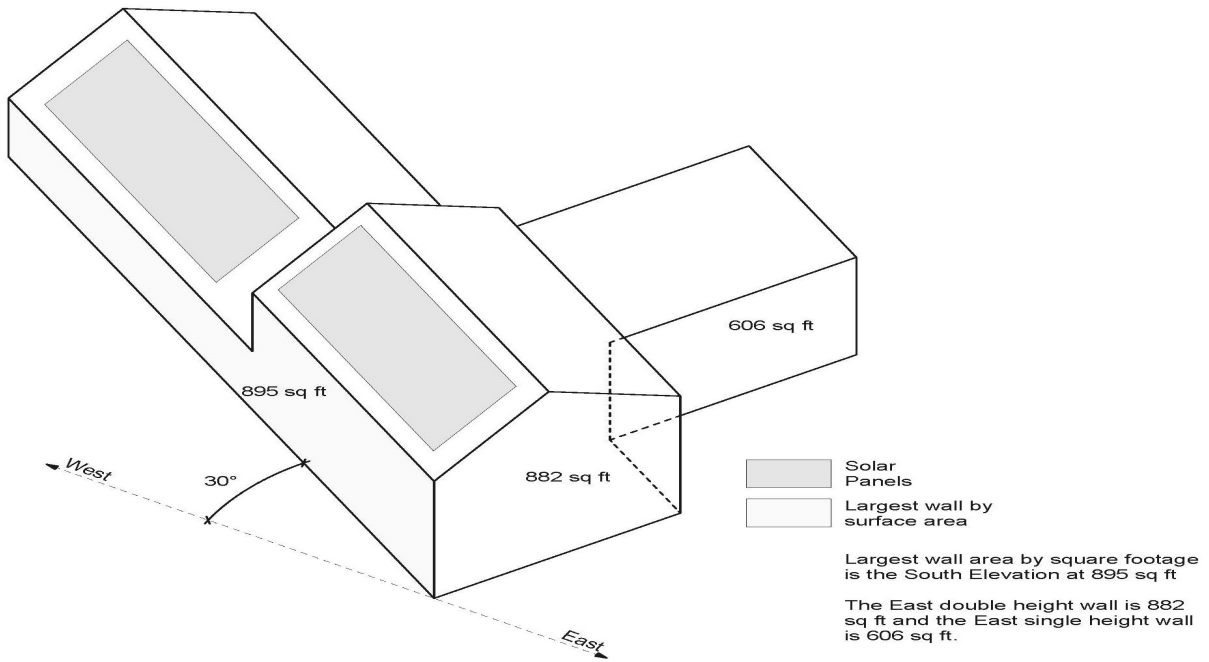 606 sq ft
895 sq ft
West
30°
882 sq ft
East
Solar
Panels
Largest wall by
surface area
Largest wall area by square footage
is the South Elevation at 895 sq ft
The East double height wall is 882
sq ft and the East single height wall
is 606 sq ft.